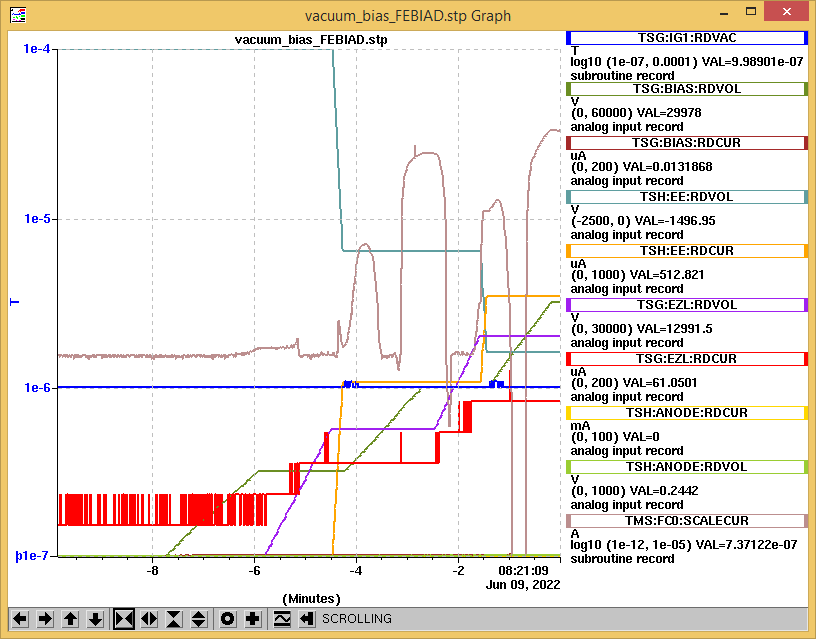 vacuum_bias_FEBIAD.stp Graph
vacuum_bias_FEBIAD.stp
1e-4
1e-5
T
1e-6
1e-7
-8
-6
-4
-2
08:21:09
Jun 09, 2022
(Minutes)
TSG:IG1:RDVAC
T
log10 (1e-07, 0.0001) VAL=9.98901e-07
subroutine record
TSG:BIAS:RDVOL
V
(0, 60000) VAL=29978
analog input record
TSG:BIAS:RDCUR
uA
(0, 200) VAL=0.0131868
analog input record
TSH:EE:RDVOL
V
(-2500, 0) VAL=-1496.95
analog input record
TSH:EE:RDCUR
uA
(0, 1000) VAL=512.821
analog input record
TSG:EZL:RDVOL
V
(0, 30000) VAL=12991.5
analog input record
TSG:EZL:RDCUR
uA
(0, 200) VAL=61.0501
analog input record
TSH:ANODE:RDCUR
mA
(0, 100) VAL=0
analog input record
TSH:ANODE:RDVOL
V
(0, 1000) VAL=0.2442
analog input record
TMS:FC0:SCALECUR
A
log10 (1e-12, 1e-05) VAL=7.37122e-07
subroutine record
SCROLLING